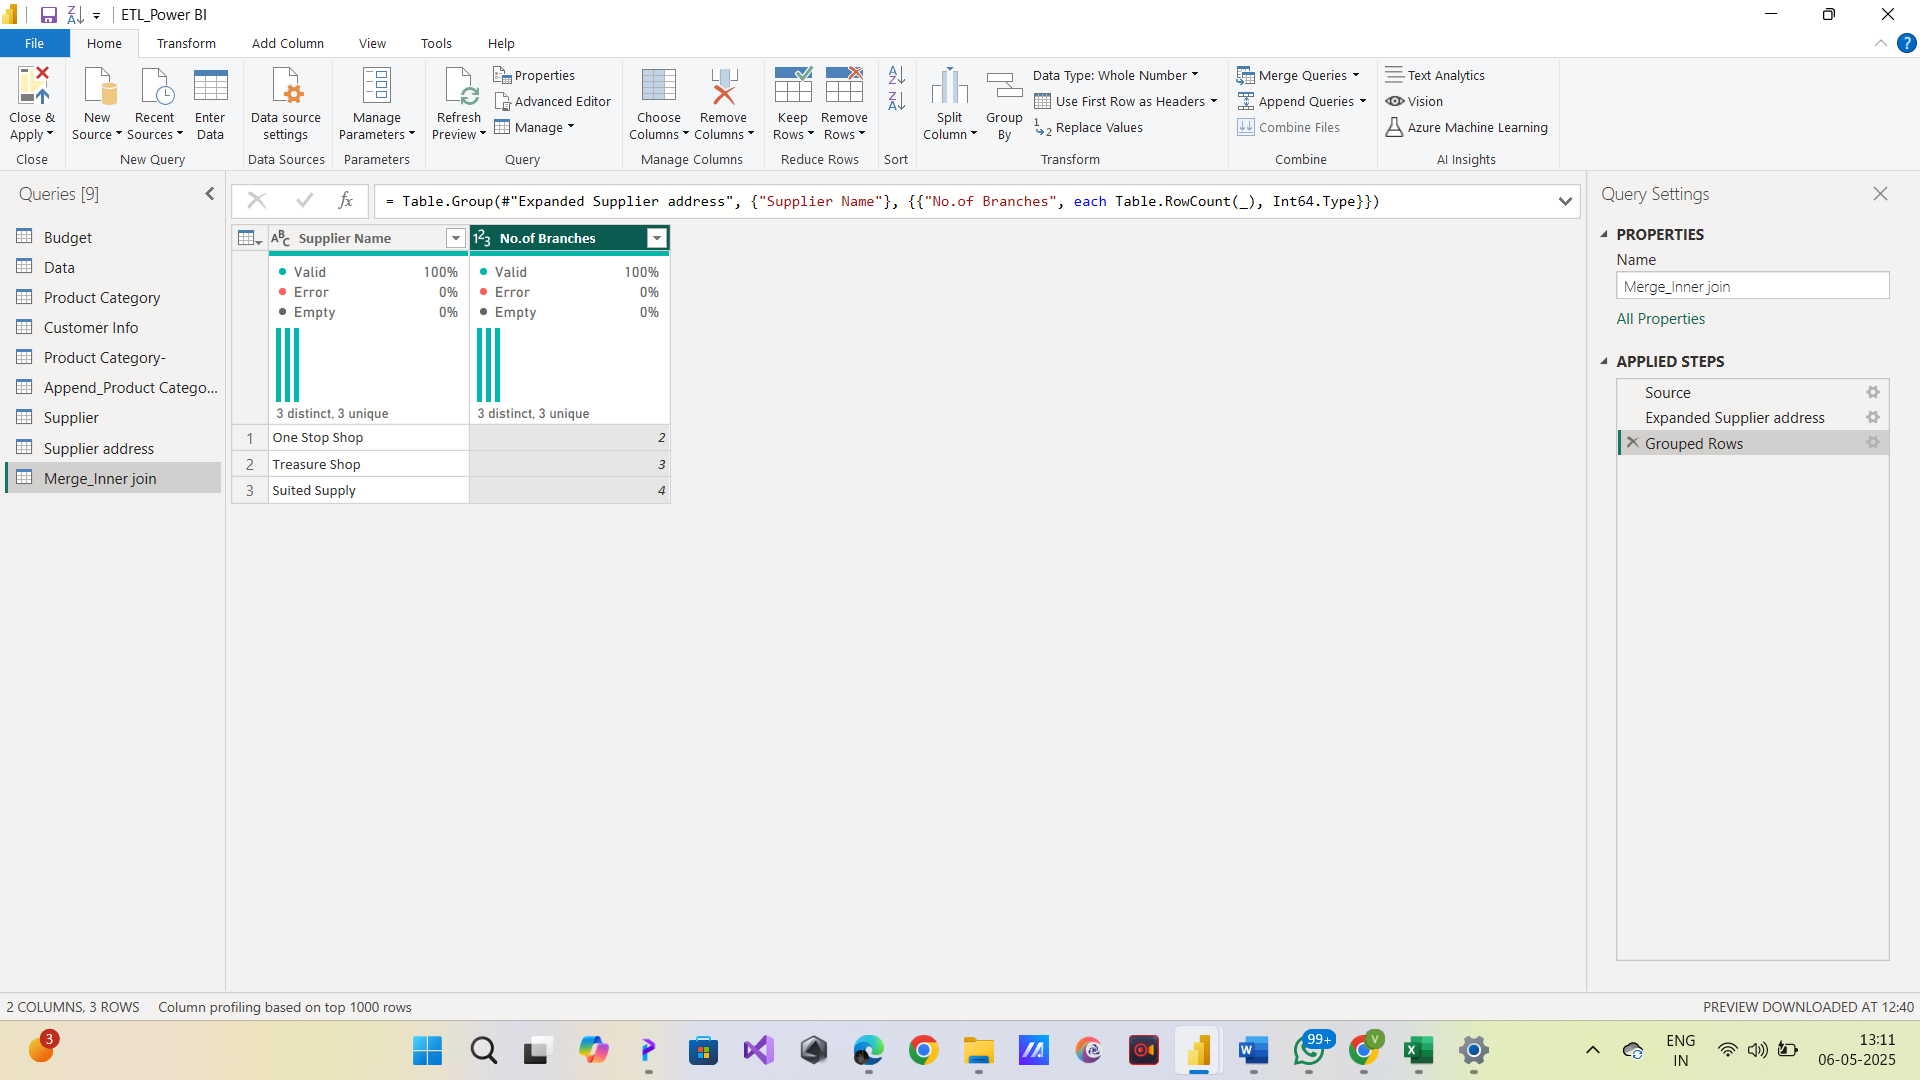 ETL_Power BI
File Home Transform Add Column View Tools Help
Close & Apply
Close
New Source
Recent Sources
Enter Data
New Query
Data source settings
Data Sources
Manage Parameters
Parameters
Refresh Preview
Properties
Advanced Editor
Manage
Query
Choose Columns
Remove Columns
Manage Columns
Keep Rows
Remove Rows
Reduce Rows
Sort
Split Column
Group By
Data Type: Whole Number
Use First Row as Headers
Replace Values
Transform
Merge Queries
Append Queries
Combine Files
Combine
Text Analytics
Vision
Azure Machine Learning
AI Insights
Queries [9]
Budget
Data
Product Category
Customer Info
Product Category-
Append_Product Catego...
Supplier
Supplier address
Merge_Inner join
= Table.Group(#"Expanded Supplier address", {"Supplier Name"}, {{"No.of Branches", each Table.RowCount(_), Int64.Type}})
Supplier Name No.of Branches
Valid 100% Valid 100%
Error 0% Error 0%
Empty 0% Empty 0%
3 distinct, 3 unique 3 distinct, 3 unique
1 One Stop Shop 2
2 Treasure Shop 3
3 Suited Supply 4
Query Settings
PROPERTIES
Name
Merge_Inner join
All Properties
APPLIED STEPS
Source
Expanded Supplier address
Grouped Rows
2 COLUMNS, 3 ROWS Column profiling based on top 1000 rows
PREVIEW DOWNLOADED AT 12:40
3
99+
V
ENG
IN
13:11
06-05-2025